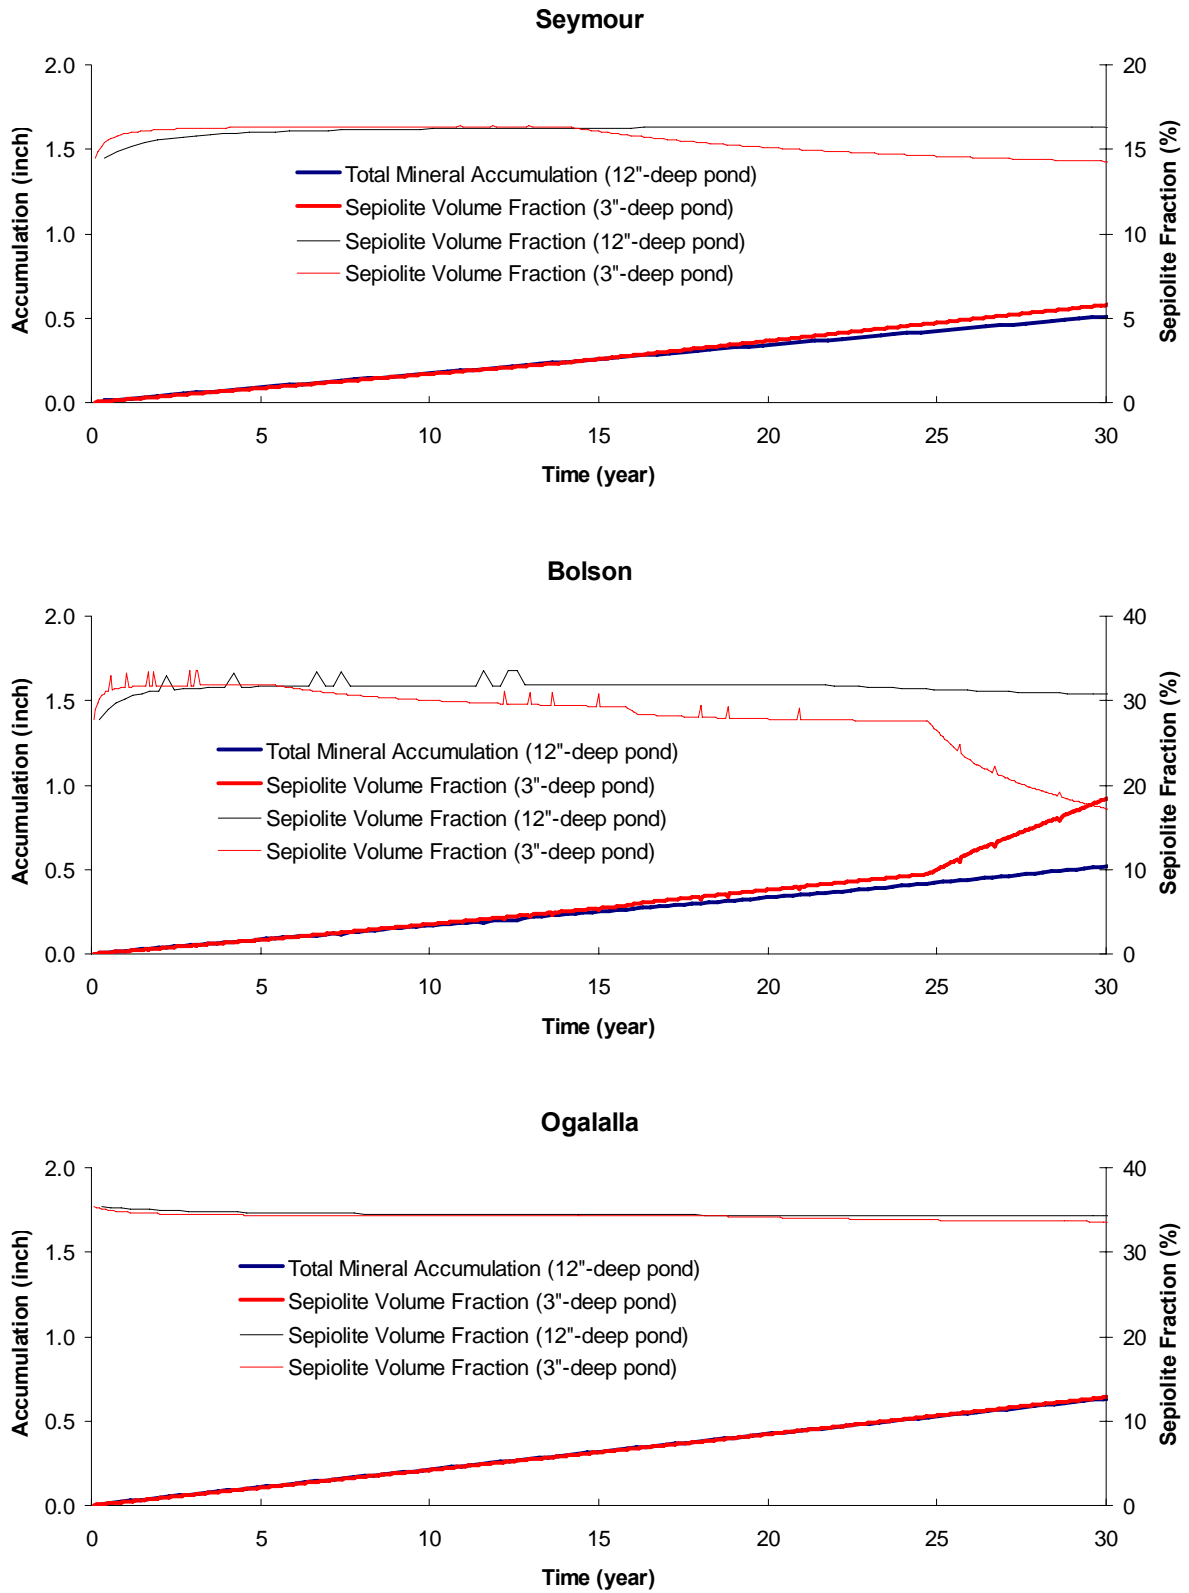 Seymour
2.0
1.5
1.0
0.5
0.0
Accumulation (inch)
20
15
10
5
0
Sepiolite Fraction (%)
Total Mineral Accumulation (12"-deep pond)
Sepiolite Volume Fraction (3"-deep pond)
Sepiolite Volume Fraction (12"-deep pond)
Sepiolite Volume Fraction (3"-deep pond)
0 5 10 15 20 25 30
Time (year)
Bolson
2.0
1.5
1.0
0.5
0.0
Accumulation (inch)
40
30
20
10
0
Sepiolite Fraction (%)
Total Mineral Accumulation (12"-deep pond)
Sepiolite Volume Fraction (3"-deep pond)
Sepiolite Volume Fraction (12"-deep pond)
Sepiolite Volume Fraction (3"-deep pond)
0 5 10 15 20 25 30
Time (year)
Ogalalla
2.0
1.5
1.0
0.5
0.0
Accumulation (inch)
40
30
20
10
0
Sepiolite Fraction (%)
Total Mineral Accumulation (12"-deep pond)
Sepiolite Volume Fraction (3"-deep pond)
Sepiolite Volume Fraction (12"-deep pond)
Sepiolite Volume Fraction (3"-deep pond)
0 5 10 15 20 25 30
Time (year)